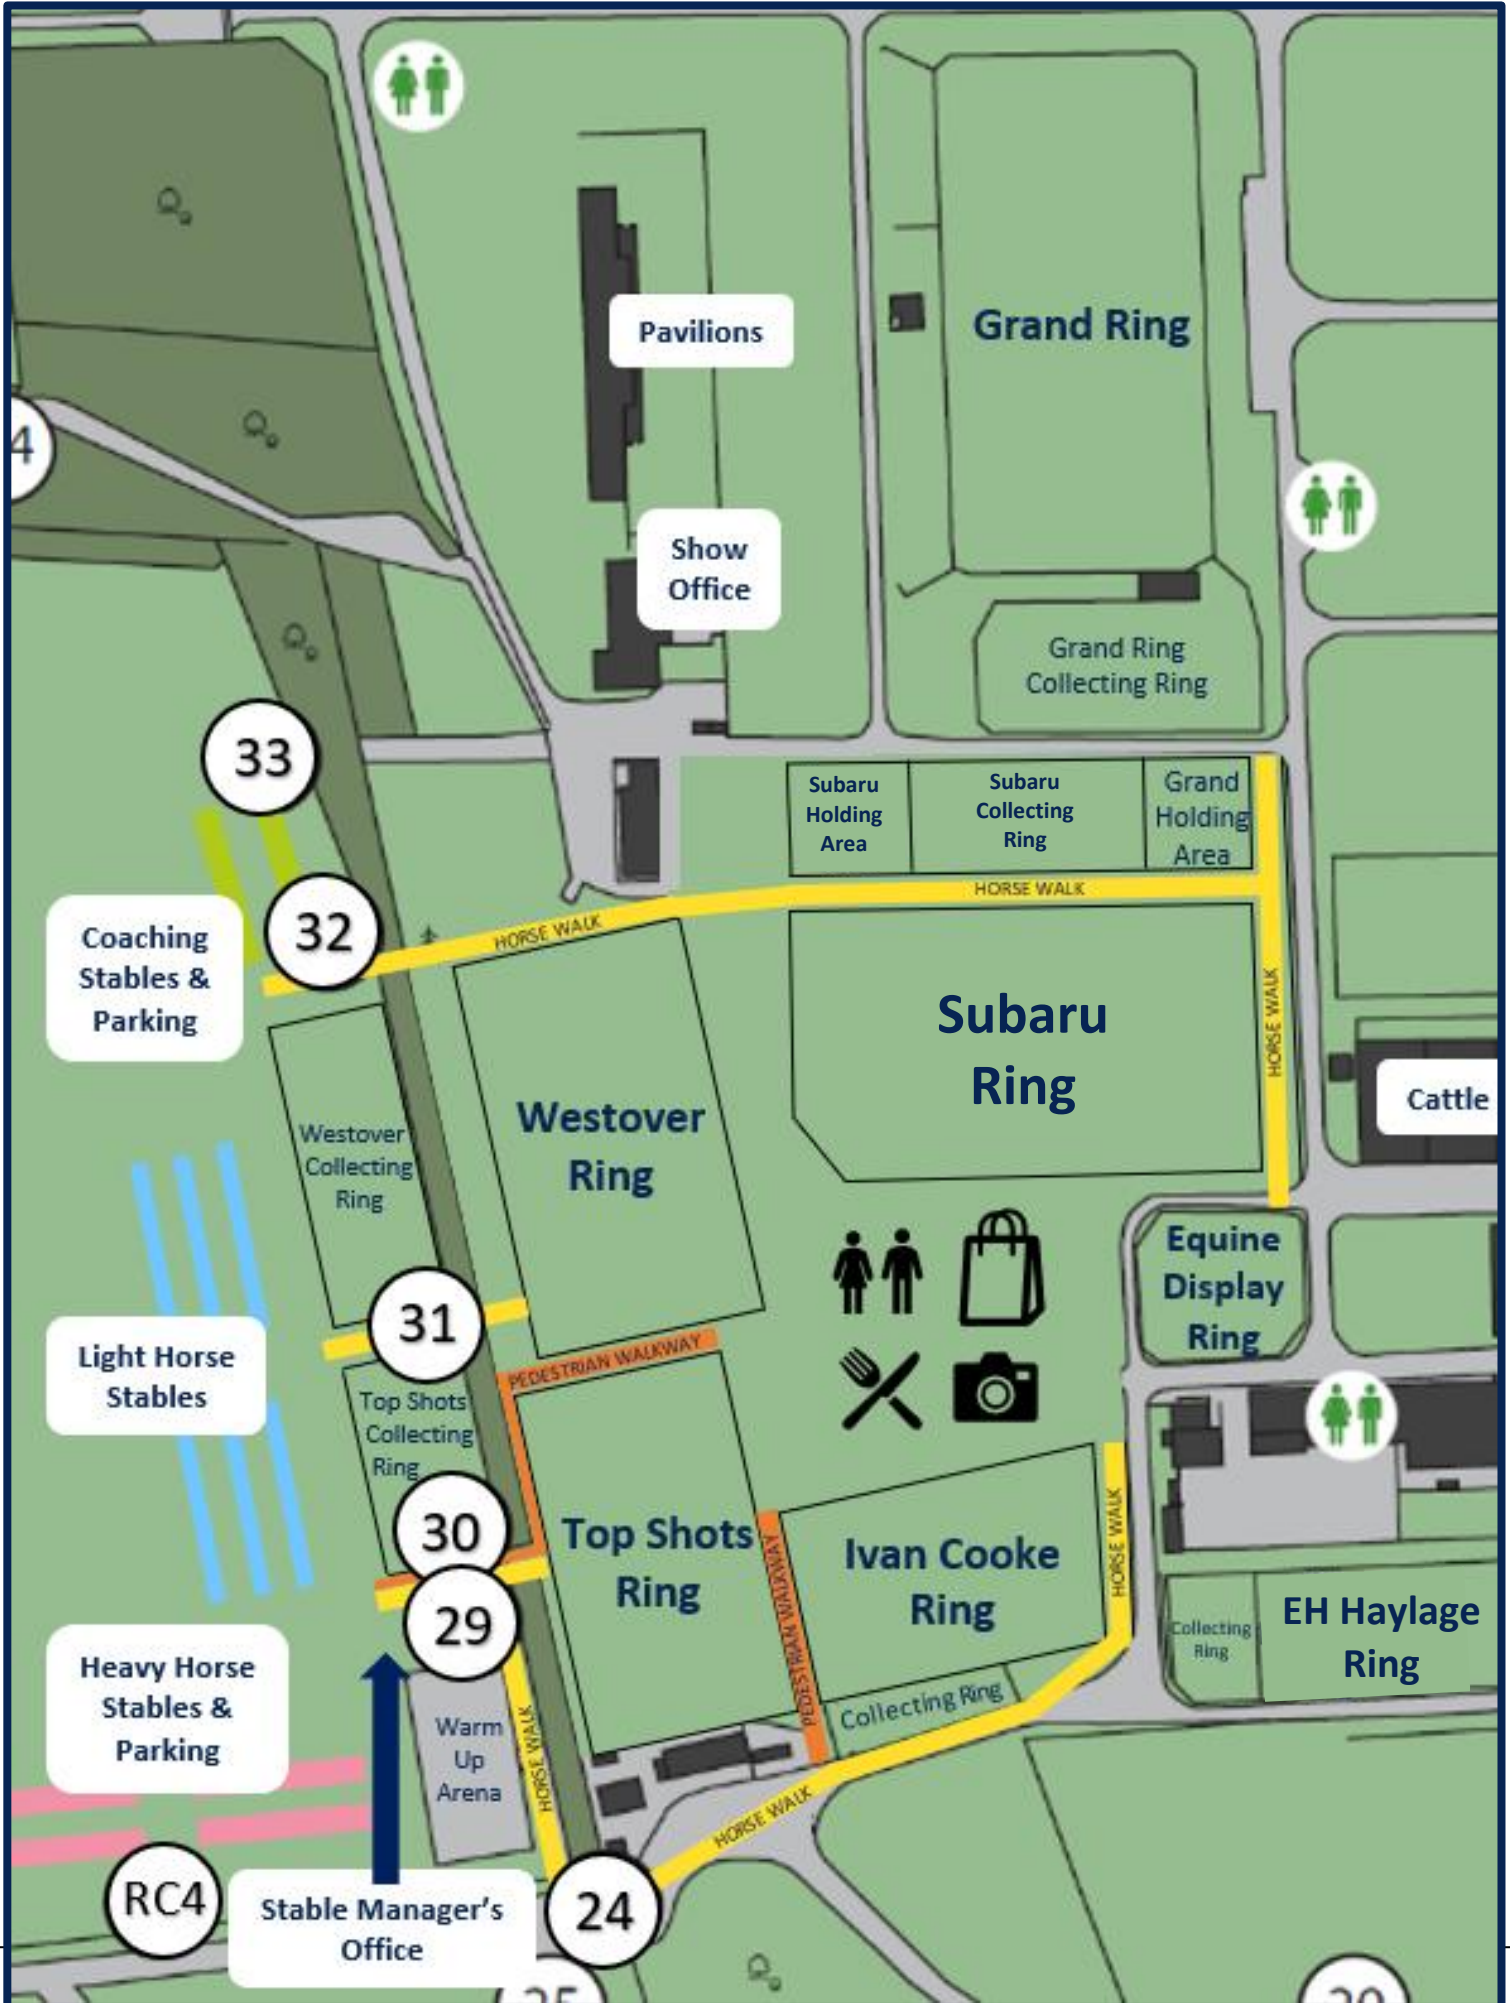 Pavilions
Grand Ring
4
Show
Office
Grand Ring
Collecting Ring
33
Subaru
Holding
Area
Subaru
Collecting
Ring
Grand
Holding
Area
HORSE WALK
HORSE WALK
32
Coaching
Stables &
Parking
Subaru
Ring
HORSE WALK
Cattle
Westover
Ring
Westover
Collecting
Ring
Equine
Display
Ring
31
Light Horse
Stables
PEDESTRIAN WALKWAY
Top Shots
Collecting
Ring
30
Top Shots
Ring
PEDESTRIAN WALKWAY
Ivan Cooke
Ring
HORSE WALK
Collecting
Ring
EH Haylage
Ring
29
Heavy Horse
Stables &
Parking
Warm
Up
Arena
HORSE WALK
Collecting Ring
HORSE WALK
RC4
Stable Manager's
Office
24